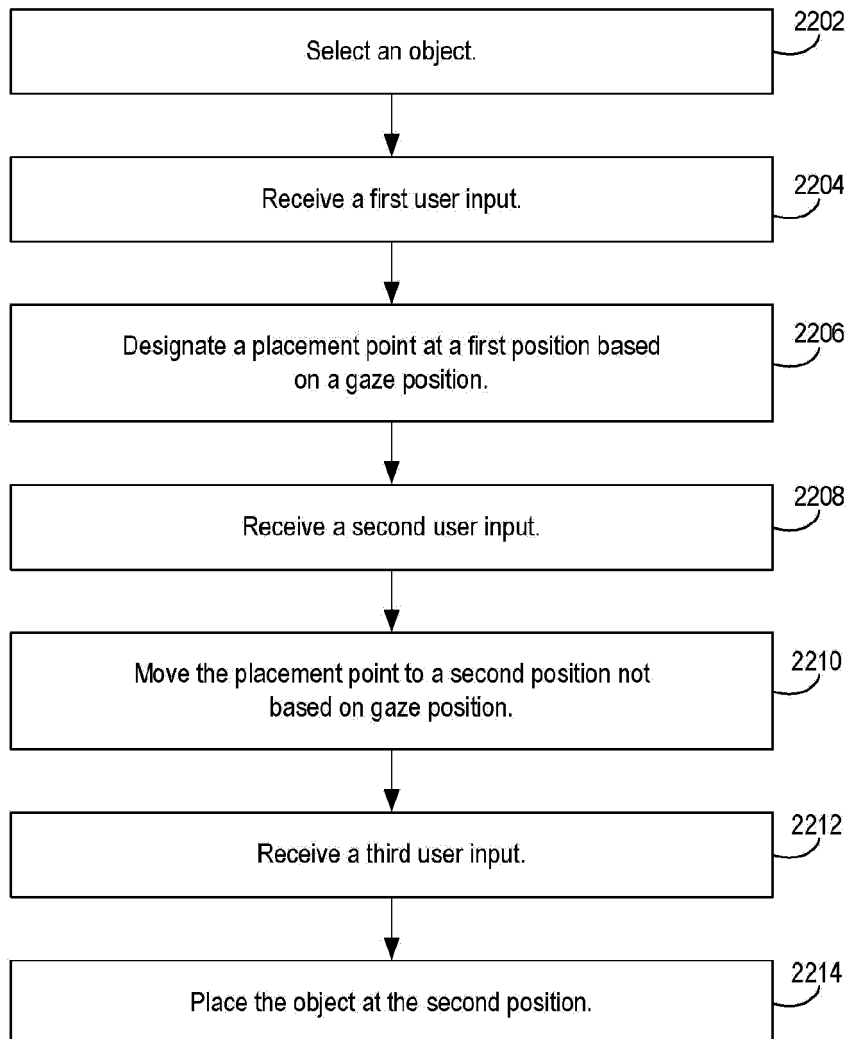 2202
Select an object.
2204
Receive a first user input.
2206
Designate a placement point at a first position based
on a gaze position.
2208
Receive a second user input.
2210
Move the placement point to a second position not
based on gaze position.
2212
Receive a third user input.
2214
Place the object at the second position.